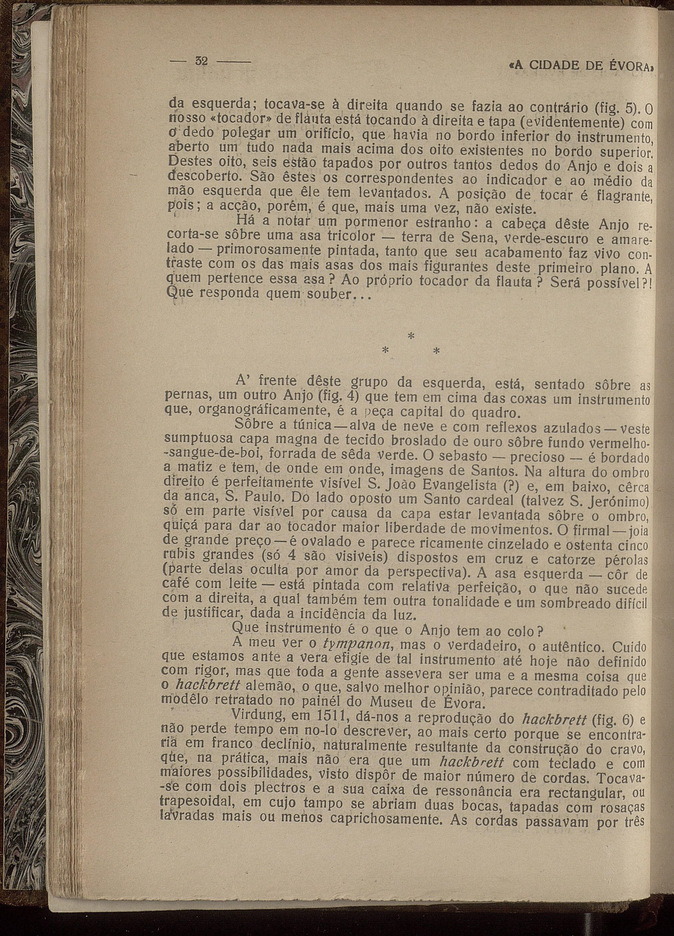 — 32 —— «A CIDADE DE ÉVORA»
da esquerda; tocava-se à direita quando se fazia ao contrário (fig. 5). O
nosso «tocador» de flauta está tocando à direita e tapa (evidentemente) com
o dedo polegar um orifício, que havia no bordo inferior do instrumento,
aberto um tudo nada mais acima dos oito existentes no bordo superior.
Destes oito, seis estão tapados por outros tantos dedos do Anjo e dois a
descoberto. São êstes os correspondentes ao indicador e ao médio da
mão esquerda que êle tem levantados. A posição de tocar é flagrante,
pois; a acção, porêm, é que, mais uma vez, não existe.
Há a notar um pormenor estranho: a cabeça dêste Anjo re-
corta-se sôbre uma asa tricolor — terra de Sena, verde-escuro e amare-
lado — primorosamente pintada, tanto que seu acabamento faz vivo con-
traste com os das mais asas dos mais figurantes deste primeiro plano. A
quem pertence essa asa? Ao próprio tocador da flauta? Será possível?!
Que responda quem souber...
*
* *
A' frente dêste grupo da esquerda, está, sentado sôbre as
pernas, um outro Anjo (fig. 4) que tem em cima das coxas um instrumento
que, organográficamente, é a peça capital do quadro.
Sôbre a túnica — alva de neve e com reflexos azulados — veste
sumptuosa capa magna de tecido broslado de ouro sôbre fundo vermelho-
-sangue-de-boi, forrada de sêda verde. O sebasto — precioso — é bordado
a matiz e tem, de onde em onde, imagens de Santos. Na altura do ombro
direito é perfeitamente visível S. João Evangelista (?) e, em baixo, cêrca
da anca, S. Paulo. Do lado oposto um Santo cardeal (talvez S. Jerónimo)
só em parte visível por causa da capa estar levantada sôbre o ombro,
quiçá para dar ao tocador maior liberdade de movimentos. O firmal — joia
de grande preço — é ovalado e parece ricamente cinzelado e ostenta cinco
rubis grandes (só 4 são visíveis) dispostos em cruz e catorze pérolas
(parte delas oculta por amor da perspectiva). A asa esquerda — côr de
café com leite — está pintada com relativa perfeição, o que não sucede
com a direita, a qual também tem outra tonalidade e um sombreado difícil
de justificar, dada a incidência da luz.
Que instrumento é o que o Anjo tem ao colo?
A meu ver o tympanon, mas o verdadeiro, o autêntico. Cuido
que estamos ante a vera efígie de tal instrumento até hoje não definido
com rigor, mas que toda a gente assevera ser uma e a mesma coisa que
o hackbrett alemão, o que, salvo melhor opinião, parece contraditado pelo
modêlo retratado no painél do Museu de Évora.
Virdung, em 1511, dá-nos a reprodução do hackbrett (fig. 6) e
não perde tempo em no-lo descrever, ao mais certo porque se encontra-
ria em franco declínio, naturalmente resultante da construção do cravo,
que, na prática, mais não era que um hackbrett com teclado e com
maiores possibilidades, visto dispôr de maior número de cordas. Tocava-
-se com dois plectros e a sua caixa de ressonância era rectangular, ou
trapesoidal, em cujo tampo se abriam duas bocas, tapadas com rosaças
lavradas mais ou menos caprichosamente. As cordas passavam por três